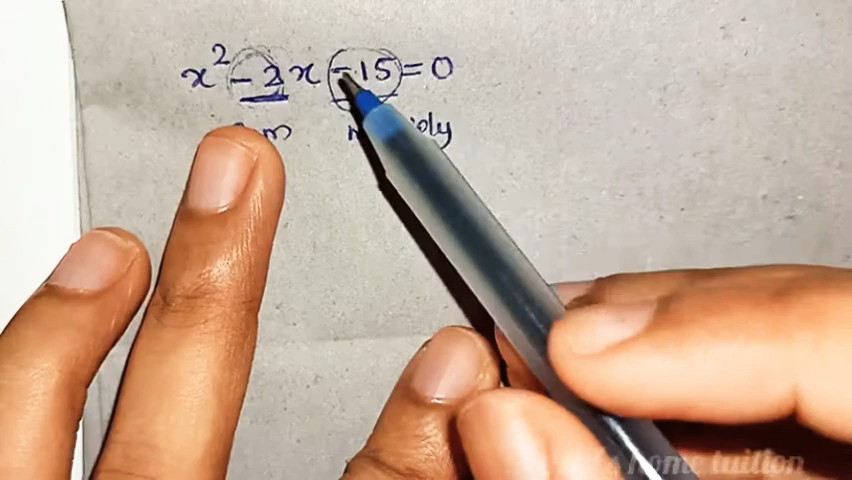 x² - 2x - 15 = 0
home tuition